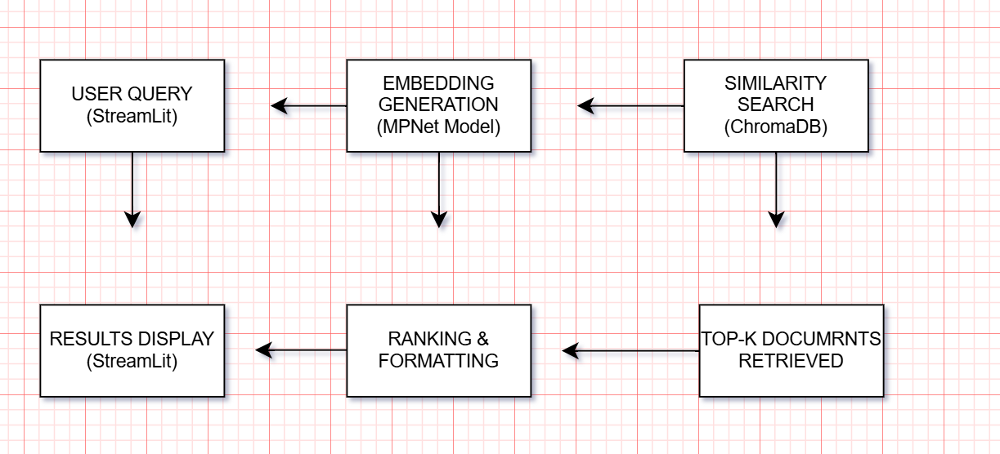 USER QUERY
(StreamLit)
EMBEDDING
GENERATION
(MPNet Model)
SIMILARITY
SEARCH
(ChromaDB)
RESULTS DISPLAY
(StreamLit)
RANKING &
FORMATTING
TOP-K DOCUMRNTS
RETRIEVED